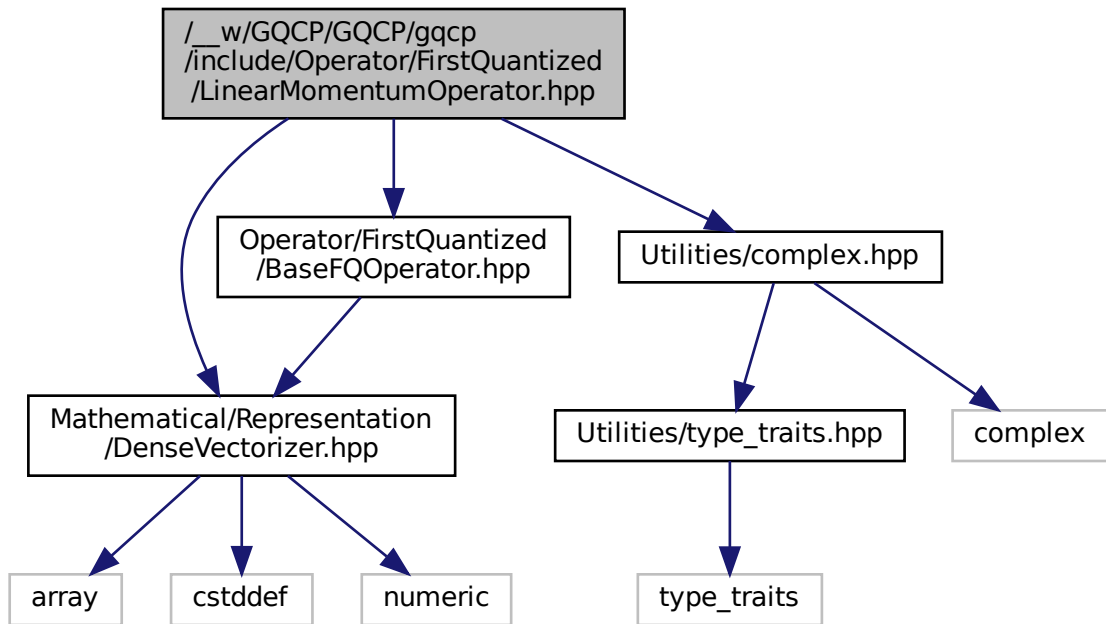 /__w/GQCP/GQCP/gqcp
/include/Operator/FirstQuantized
/LinearMomentumOperator.hpp
Operator/FirstQuantized
/BaseFQOperator.hpp
Utilities/complex.hpp
Mathematical/Representation
/DenseVectorizer.hpp
Utilities/type_traits.hpp
complex
array
cstddef
numeric
type_traits